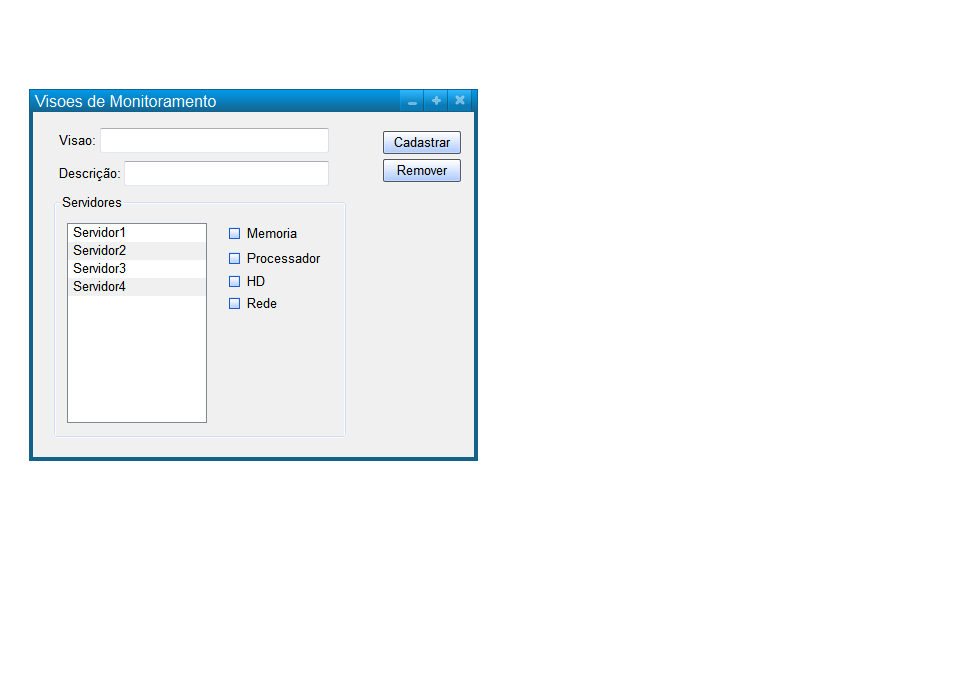 Visoes de Monitoramento
Visao:
Cadastrar
Descrição:
Remover
Servidores
Servidor1
Servidor2
Servidor3
Servidor4
Memoria
Processador
HD
Rede